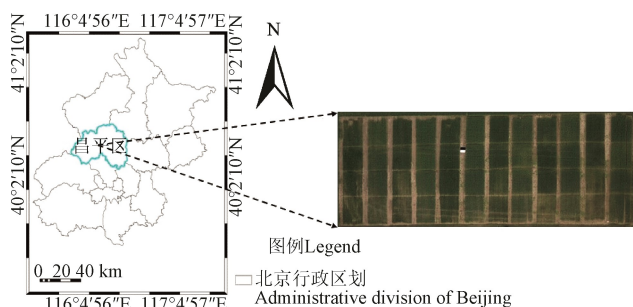 116°4′56″E 117°4′56″E
N
41°2′10″N
41°2′10″N
昌平区
40°2′10″N
40°2′10″N
图例Legend
0 20 40 km
北京行政区划
116°4′56″E 117°4′56″E
Administrative division of Beijing